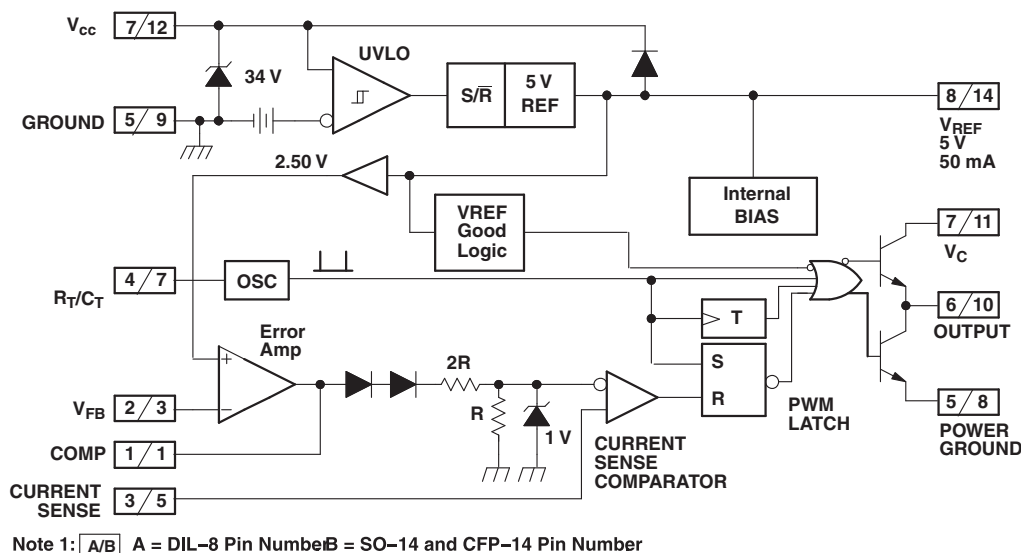 Vcc 7/12
UVLO
34 V
S/R̅
5 V
REF
8/14
GROUND 5/9
VREF
5 V
50 mA
2.50 V
Internal
BIAS
VREF
Good
Logic
7/11
VC
4/7
OSC
RT/CT
6/10
OUTPUT
T
Error
Amp
2R
S
R
+
−
VFB 2/3
R
1 V
PWM
LATCH
5/8
POWER
GROUND
COMP 1/1
CURRENT
SENSE
COMPARATOR
CURRENT
SENSE
3/5
Note 1: A/B A = DIL−8 Pin NumberB = SO−14 and CFP−14 Pin Number